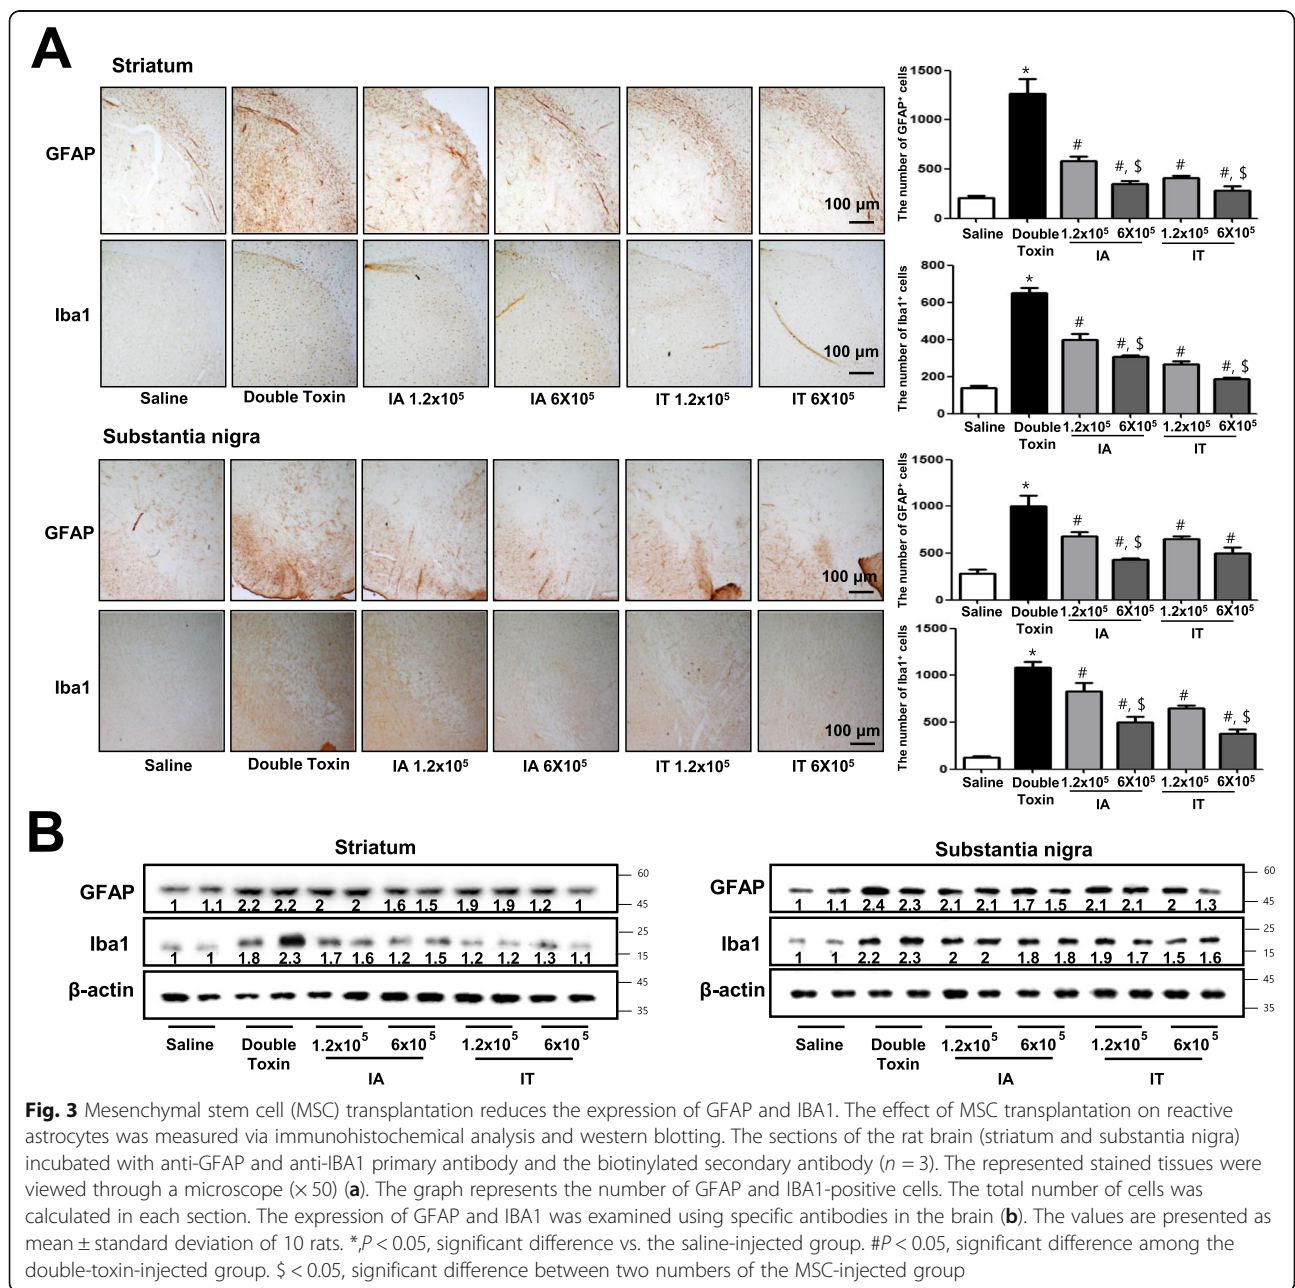 A
Striatum
GFAP
100 µm
Iba1
100 µm
Saline Double Toxin IA 1.2x10⁵ IA 6X10⁵ IT 1.2x10⁵ IT 6X10⁵
Substantia nigra
GFAP
100 µm
Iba1
100 µm
Saline Double Toxin IA 1.2x10⁵ IA 6X10⁵ IT 1.2x10⁵ IT 6X10⁵
The number of GFAP⁺ cells
1500
1000
500
0
* # #, $ # #, $
Saline Double Toxin 1.2x10⁵ 6X10⁵ 1.2x10⁵ 6X10⁵
IA IT
The number of Iba1⁺ cells
800
600
400
200
0
* # #, $ # #, $
Saline Double Toxin 1.2x10⁵ 6X10⁵ 1.2x10⁵ 6X10⁵
IA IT
The number of GFAP⁺ cells
1500
1000
500
0
* # #, $ # #
Saline Double Toxin 1.2x10⁵ 6X10⁵ 1.2x10⁵ 6X10⁵
IA IT
The number of Iba1⁺ cells
1500
1000
500
0
* # #, $ # #, $
Saline Double Toxin 1.2x10⁵ 6X10⁵ 1.2x10⁵ 6X10⁵
IA IT
B
Striatum
GFAP 60
1 1.1 2.2 2.2 2 2 1.6 1.5 1.9 1.9 1.2 1 45
Iba1 25
1 1 1.8 2.3 1.7 1.6 1.2 1.5 1.2 1.2 1.3 1.1 15
β-actin 45
35
Saline Double Toxin 1.2x10⁵ 6x10⁵ 1.2x10⁵ 6x10⁵
IA IT
Substantia nigra
GFAP 60
1 1.1 2.4 2.3 2.1 2.1 1.7 1.5 2.1 2.1 2 1.3 45
Iba1 25
1 1 2.2 2.3 2 2 1.8 1.8 1.9 1.7 1.5 1.6 15
β-actin 45
35
Saline Double Toxin 1.2x10⁵ 6x10⁵ 1.2x10⁵ 6x10⁵
IA IT
Fig. 3 Mesenchymal stem cell (MSC) transplantation reduces the expression of GFAP and IBA1. The effect of MSC transplantation on reactive
astrocytes was measured via immunohistochemical analysis and western blotting. The sections of the rat brain (striatum and substantia nigra)
incubated with anti-GFAP and anti-IBA1 primary antibody and the biotinylated secondary antibody (n = 3). The represented stained tissues were
viewed through a microscope (× 50) (a). The graph represents the number of GFAP and IBA1-positive cells. The total number of cells was
calculated in each section. The expression of GFAP and IBA1 was examined using specific antibodies in the brain (b). The values are presented as
mean ± standard deviation of 10 rats. *,P < 0.05, significant difference vs. the saline-injected group. #P < 0.05, significant difference among the
double-toxin-injected group. $ < 0.05, significant difference between two numbers of the MSC-injected group